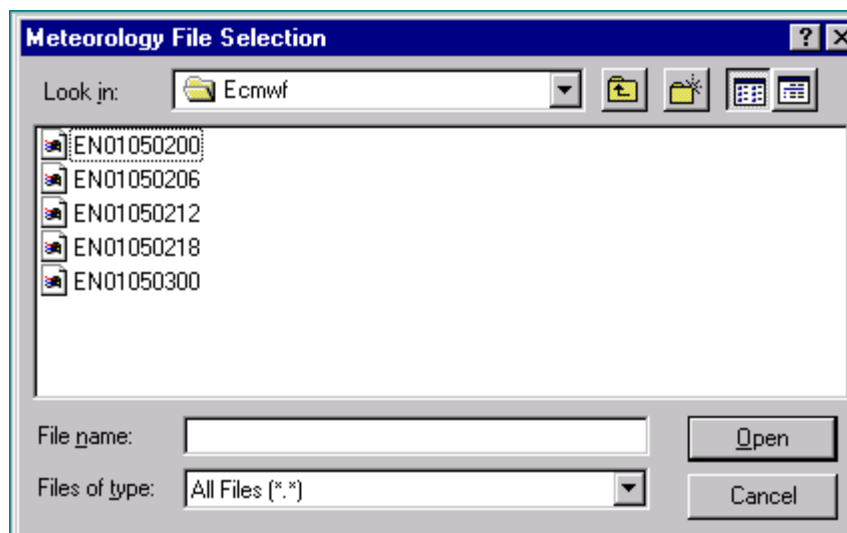 Meteorology File Selection
Look in: Ecmwf
EN01050200
EN01050206
EN01050212
EN01050218
EN01050300
File name: Open
Files of type: All Files (*.*) Cancel